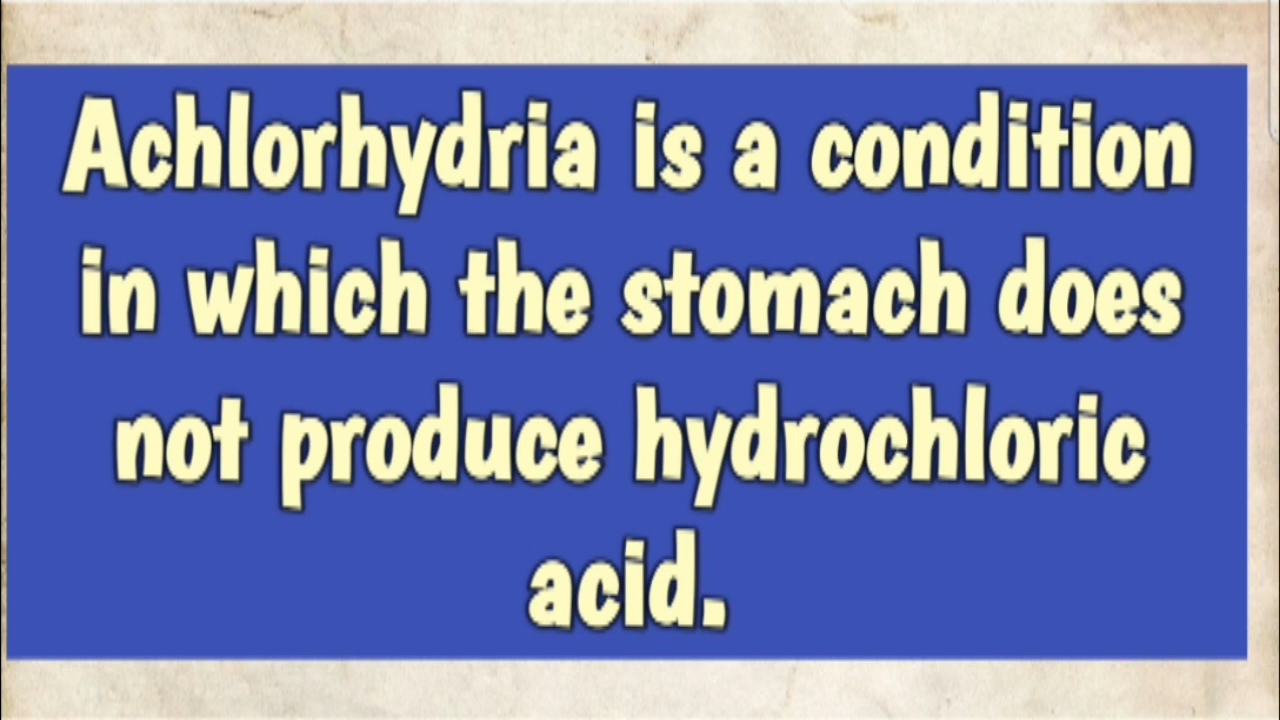 Achlorhydria is a condition
in which the stomach does
not produce hydrochloric
acid.